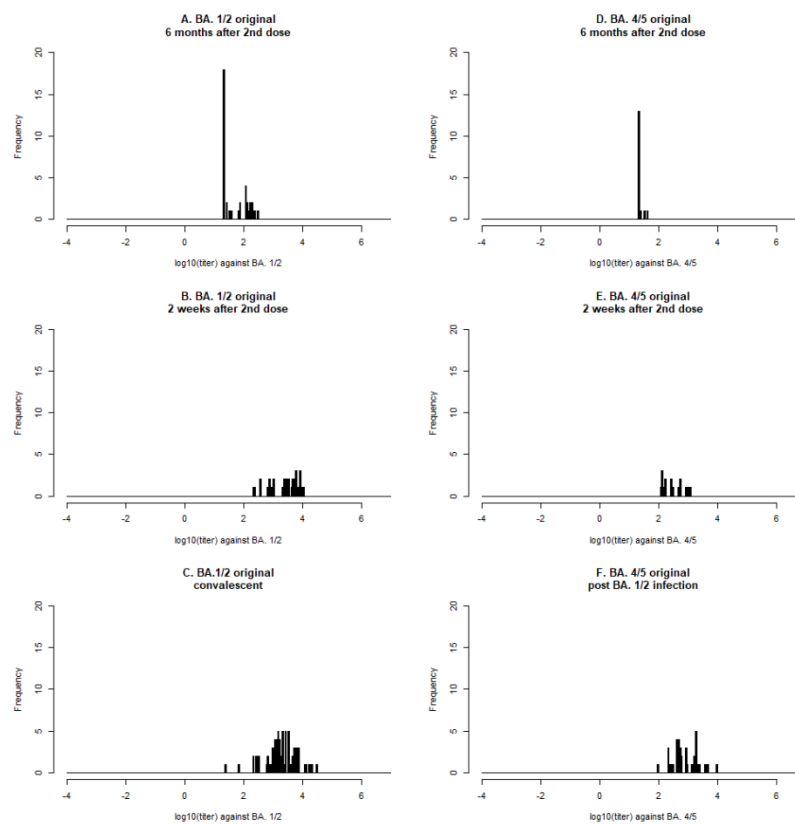 A. BA. 1/2 original
6 months after 2nd dose
Frequency
20
15
10
5
0
-4 -2 0 2 4 6
log10(titer) against BA. 1/2
D. BA. 4/5 original
6 months after 2nd dose
Frequency
20
15
10
5
0
-4 -2 0 2 4 6
log10(titer) against BA. 4/5
B. BA. 1/2 original
2 weeks after 2nd dose
Frequency
20
15
10
5
0
-4 -2 0 2 4 6
log10(titer) against BA. 1/2
E. BA. 4/5 original
2 weeks after 2nd dose
Frequency
20
15
10
5
0
-4 -2 0 2 4 6
log10(titer) against BA. 4/5
C. BA.1/2 original
convalescent
Frequency
20
15
10
5
0
-4 -2 0 2 4 6
log10(titer) against BA. 1/2
F. BA. 4/5 original
post BA. 1/2 infection
Frequency
20
15
10
5
0
-4 -2 0 2 4 6
log10(titer) against BA. 4/5